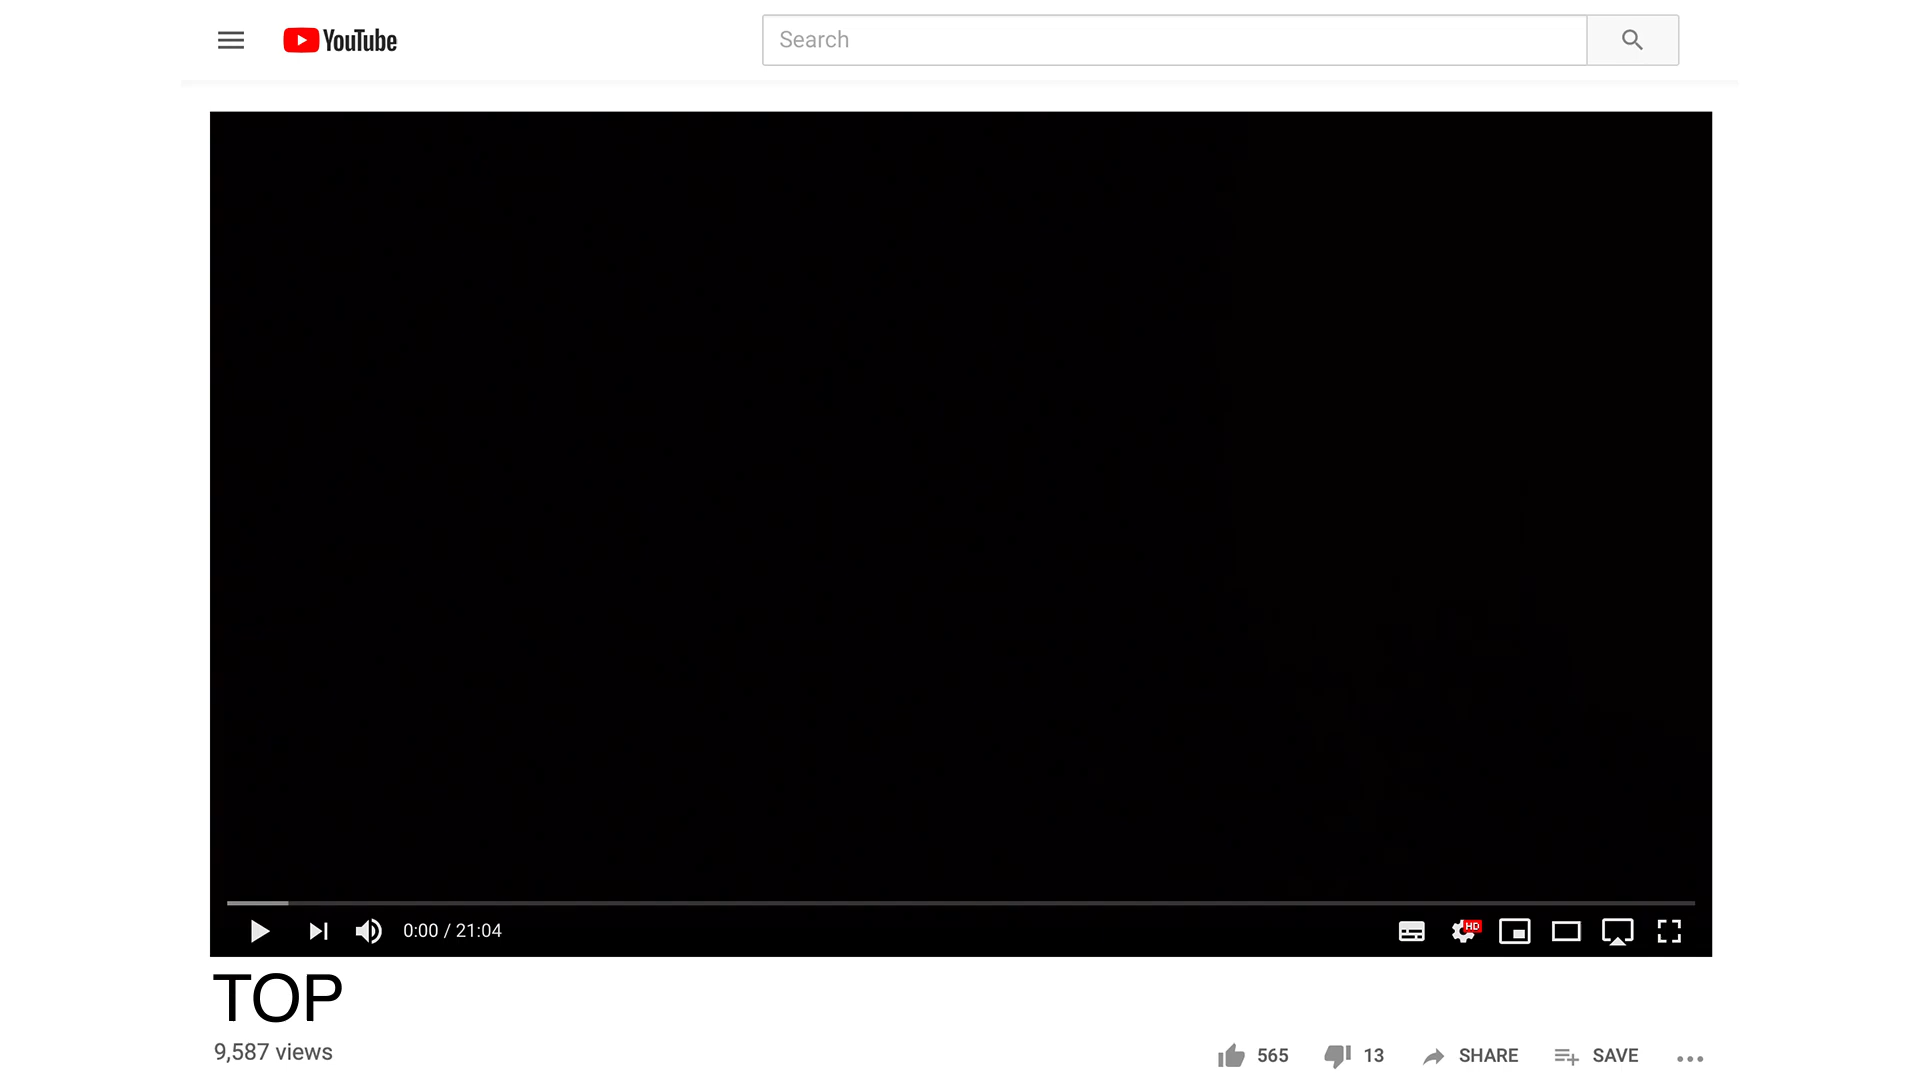 YouTube
Search
0:00 / 21:04
HD
TOP
9,587 views
565
13
SHARE
SAVE